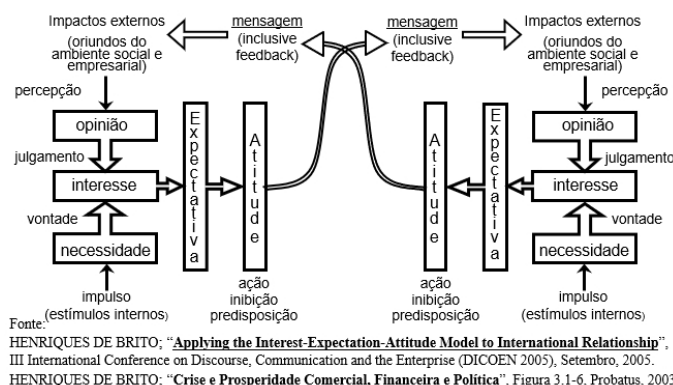 Impactos externos
(oriundos do
ambiente social e
empresarial)
percepção
opinião
julgamento
interesse
vontade
necessidade
impulso
(estímulos internos)
Expectativa
Atitude
ação
inibição
predisposição
mensagem
(inclusive
feedback)
mensagem
(inclusive
feedback)
Atitude
ação
inibição
predisposição
Expectativa
Impactos externos
(oriundos do
ambiente social e
empresarial)
percepção
opinião
julgamento
interesse
vontade
necessidade
impulso
(estímulos internos)
Fonte:
HENRIQUES DE BRITO; “Applying the Interest-Expectation-Attitude Model to International Relationship”,
III International Conference on Discourse, Communication and the Enterprise (DICOEN 2005), Setembro, 2005.
HENRIQUES DE BRITO; “Crise e Prosperidade Comercial, Financeira e Política”, Figura 3.1-6, Probatus, 2003